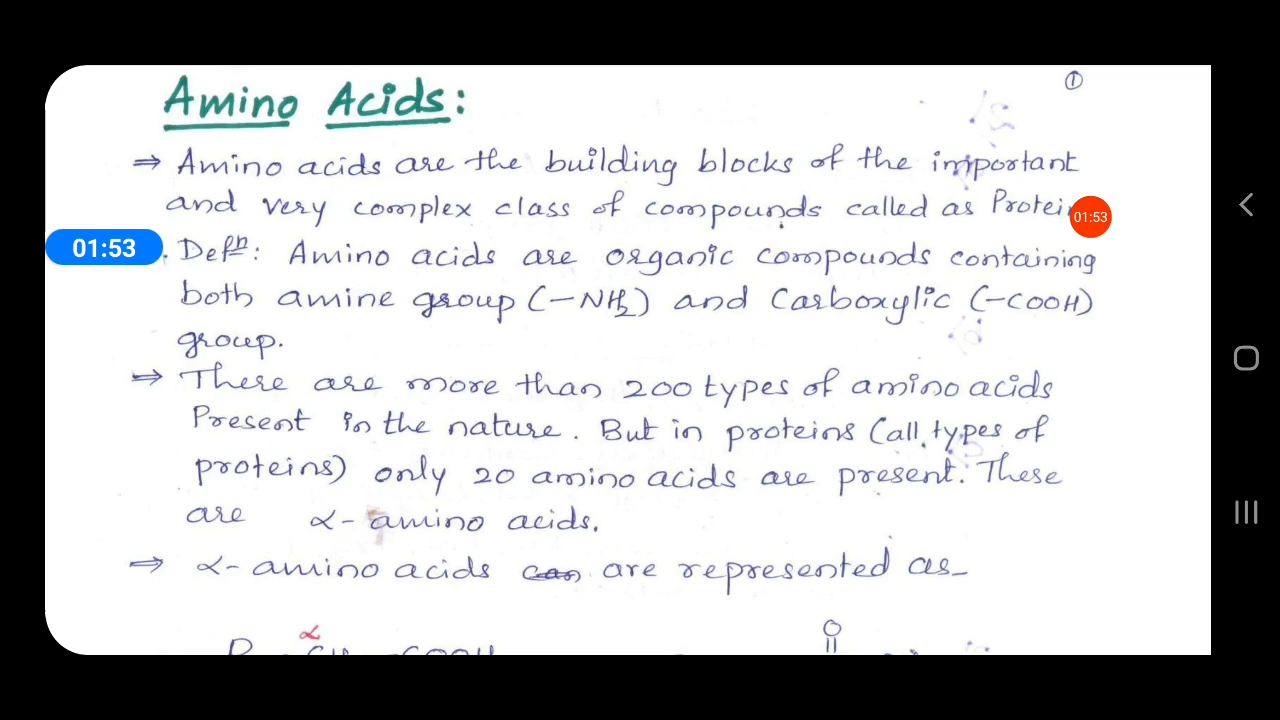 ①
Amino Acids:
⇒ Amino acids are the building blocks of the important
and very complex class of compounds called as Protein
01:53
01:53
Defn: Amino acids are organic compounds containing
both amine group (-NH₂) and Carboxylic (-COOH)
group.
⇒ There are more than 200 types of amino acids
Present in the nature. But in proteins (all types of
proteins) only 20 amino acids are present. These
are α-amino acids.
⇒ α-amino acids are represented as-
α
O